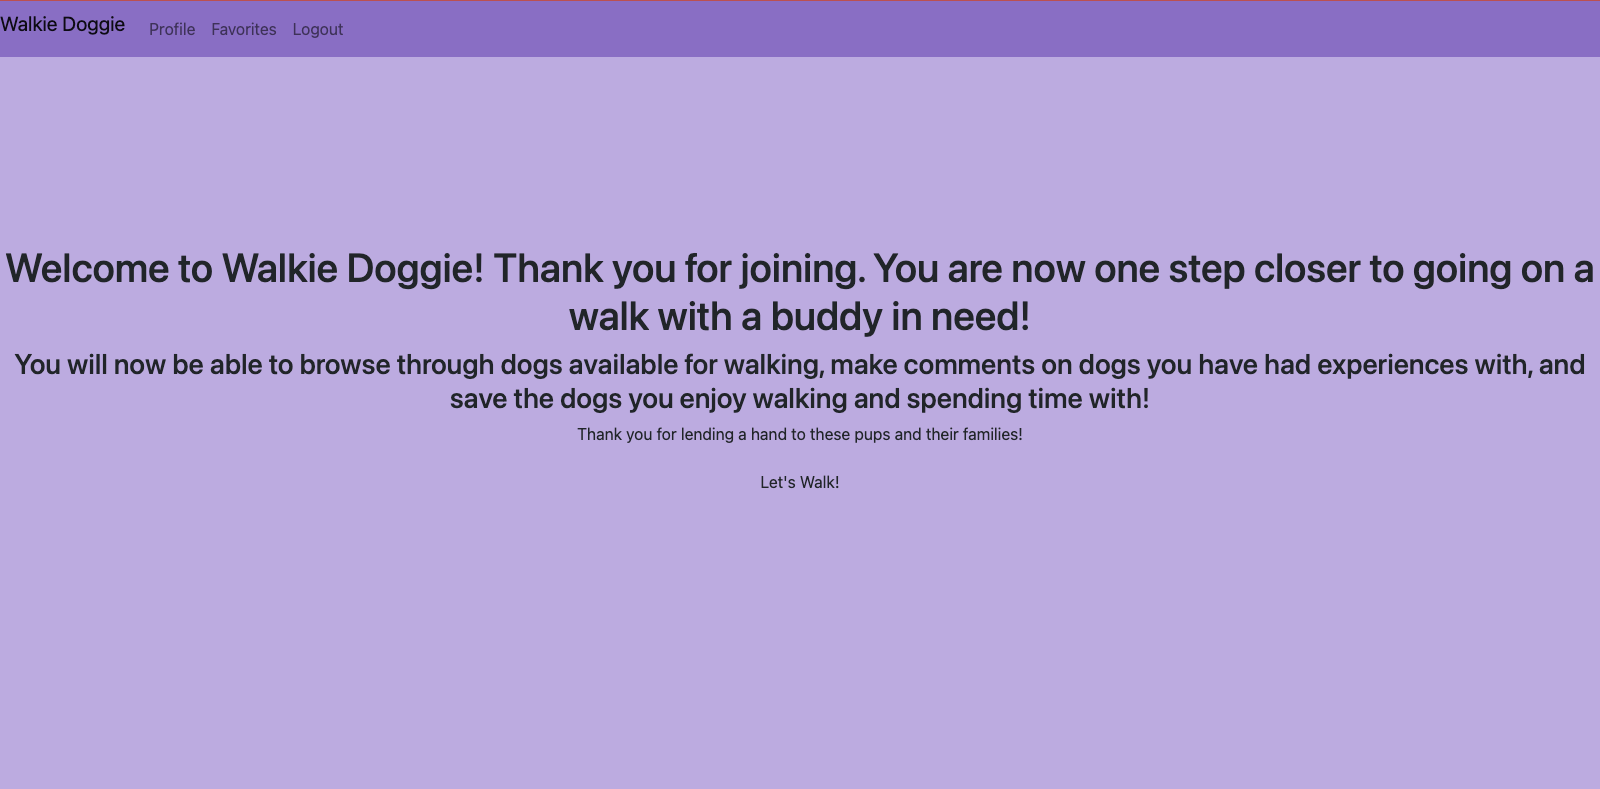 Walkie Doggie
Profile Favorites Logout
Welcome to Walkie Doggie! Thank you for joining. You are now one step closer to going on a
walk with a buddy in need!
You will now be able to browse through dogs available for walking, make comments on dogs you have had experiences with, and
save the dogs you enjoy walking and spending time with!
Thank you for lending a hand to these pups and their families!
Let's Walk!